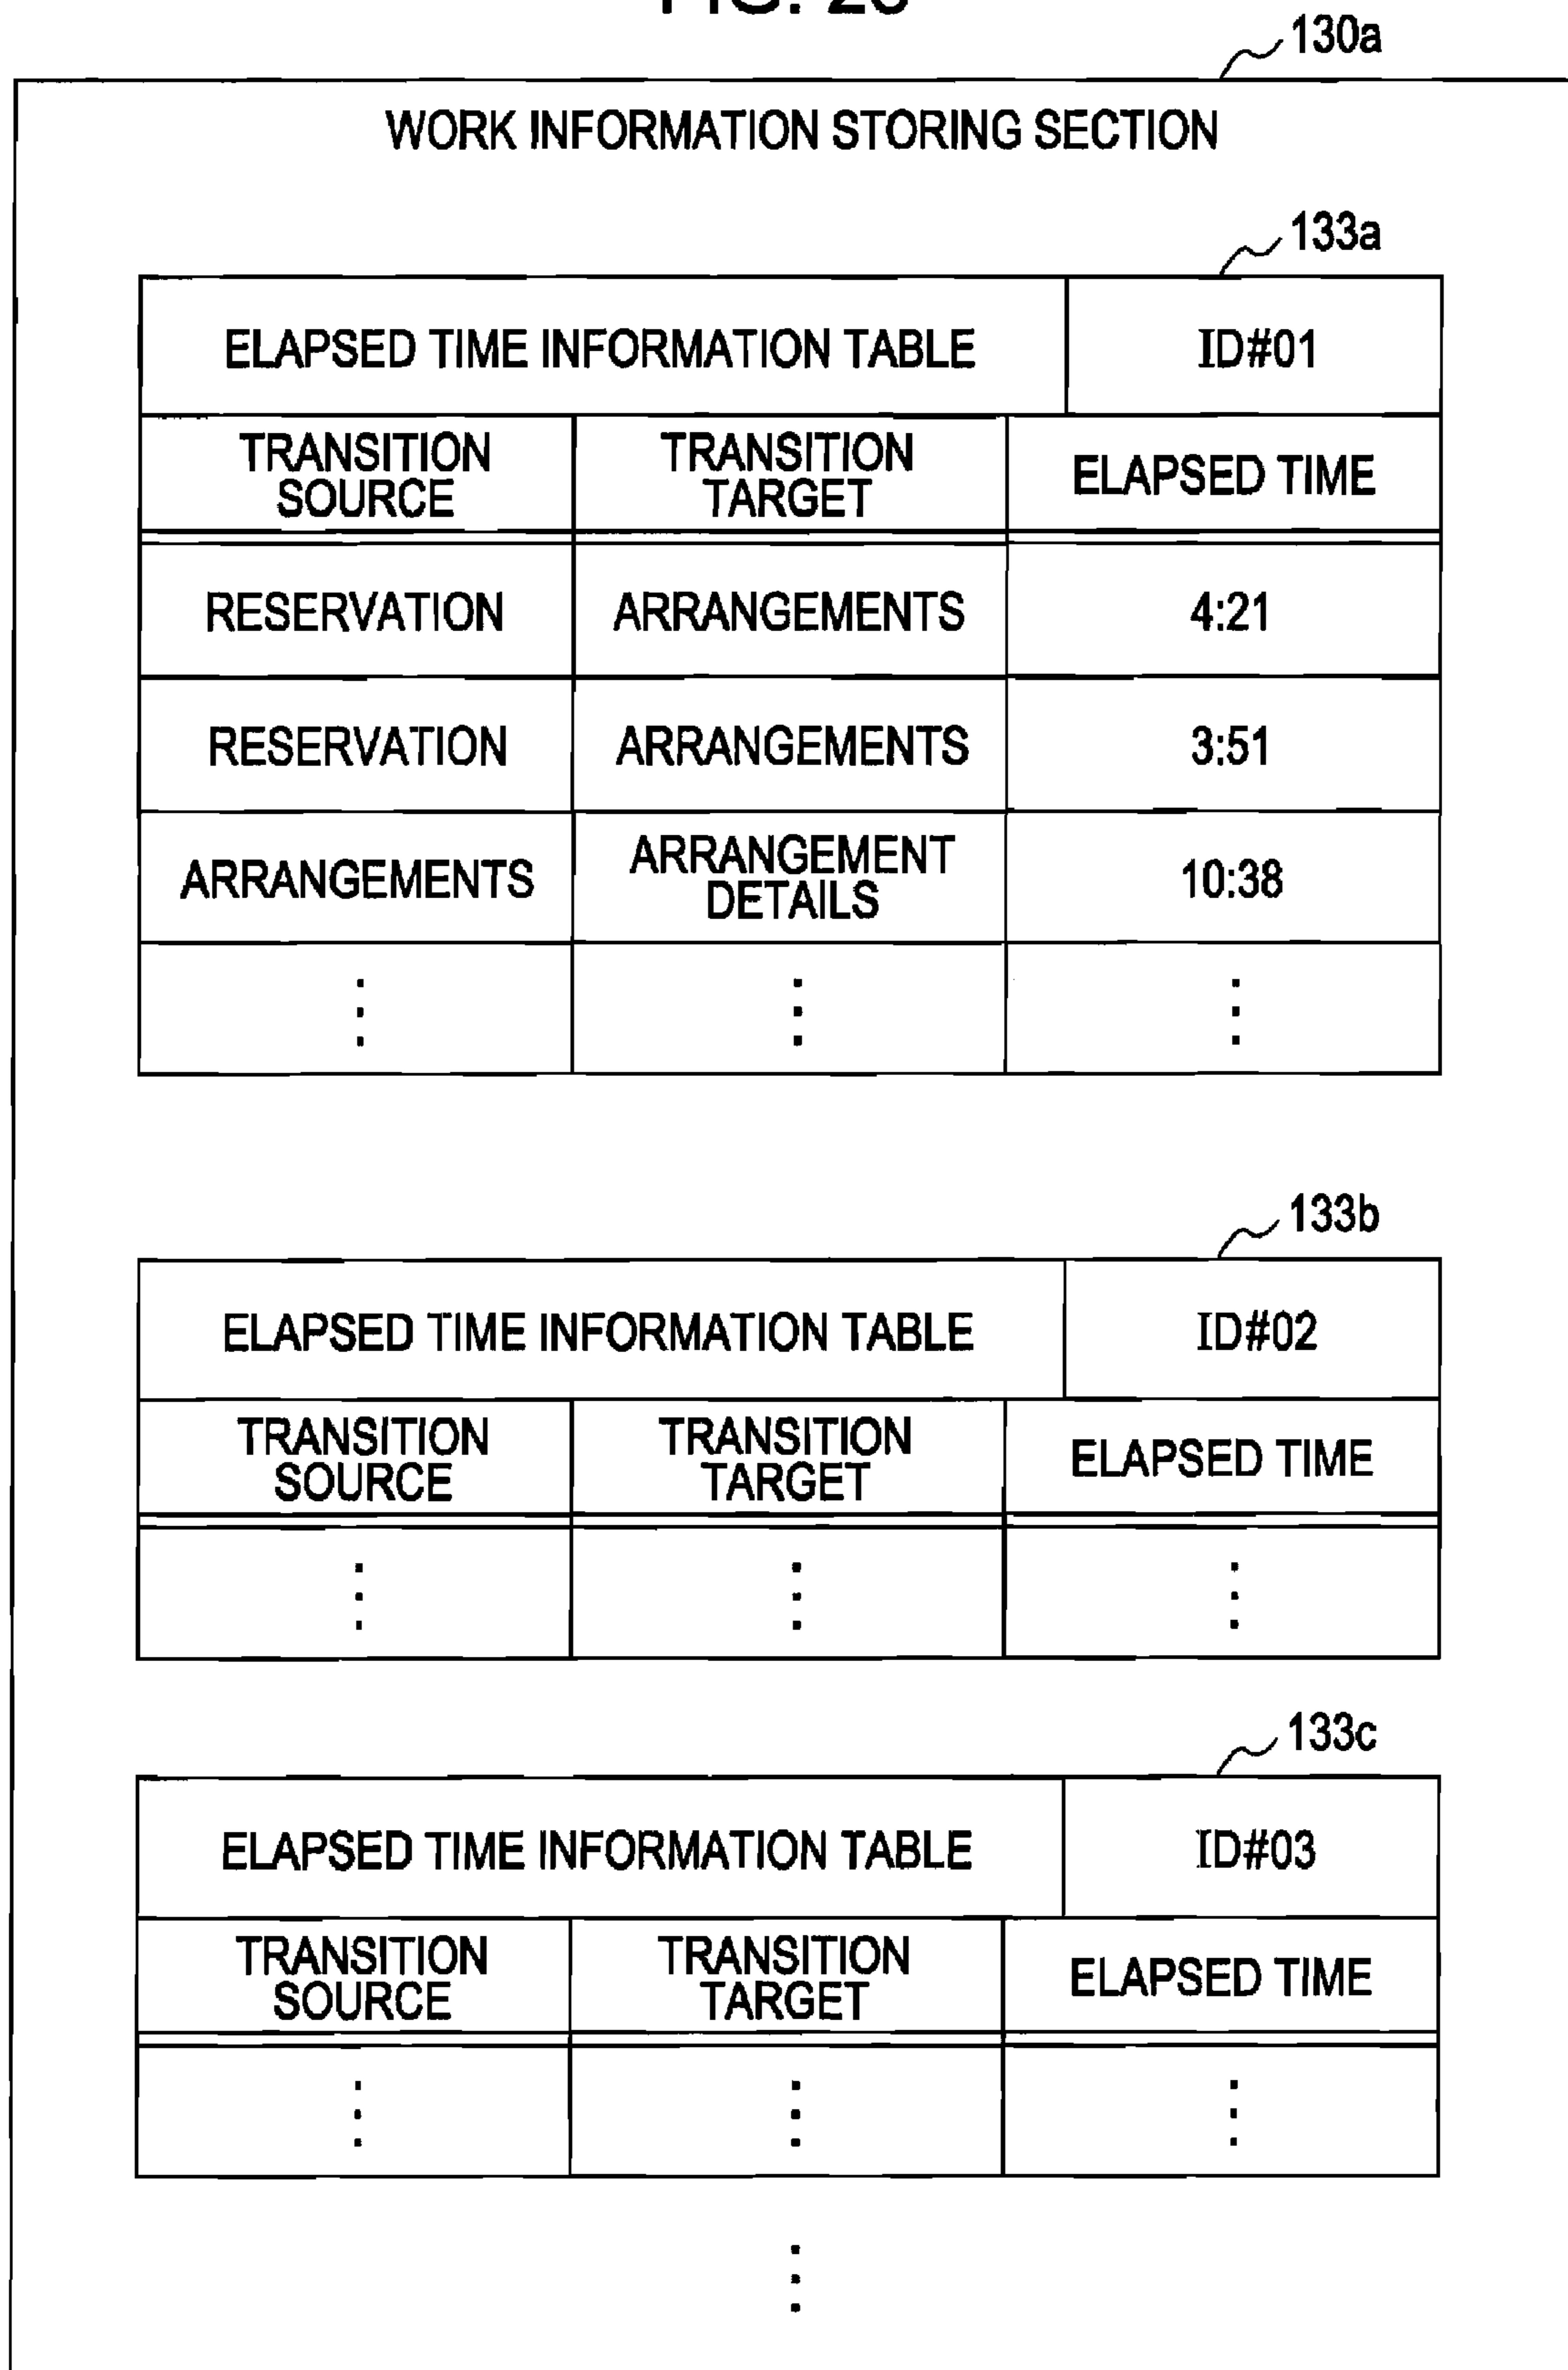 130a
WORK INFORMATION STORING SECTION
133a
ELAPSED TIME INFORMATION TABLE ID#01
TRANSITION SOURCE TRANSITION TARGET ELAPSED TIME
RESERVATION ARRANGEMENTS 4:21
RESERVATION ARRANGEMENTS 3:51
ARRANGEMENTS ARRANGEMENT DETAILS 10:38
133b
ELAPSED TIME INFORMATION TABLE ID#02
TRANSITION SOURCE TRANSITION TARGET ELAPSED TIME
133c
ELAPSED TIME INFORMATION TABLE ID#03
TRANSITION SOURCE TRANSITION TARGET ELAPSED TIME